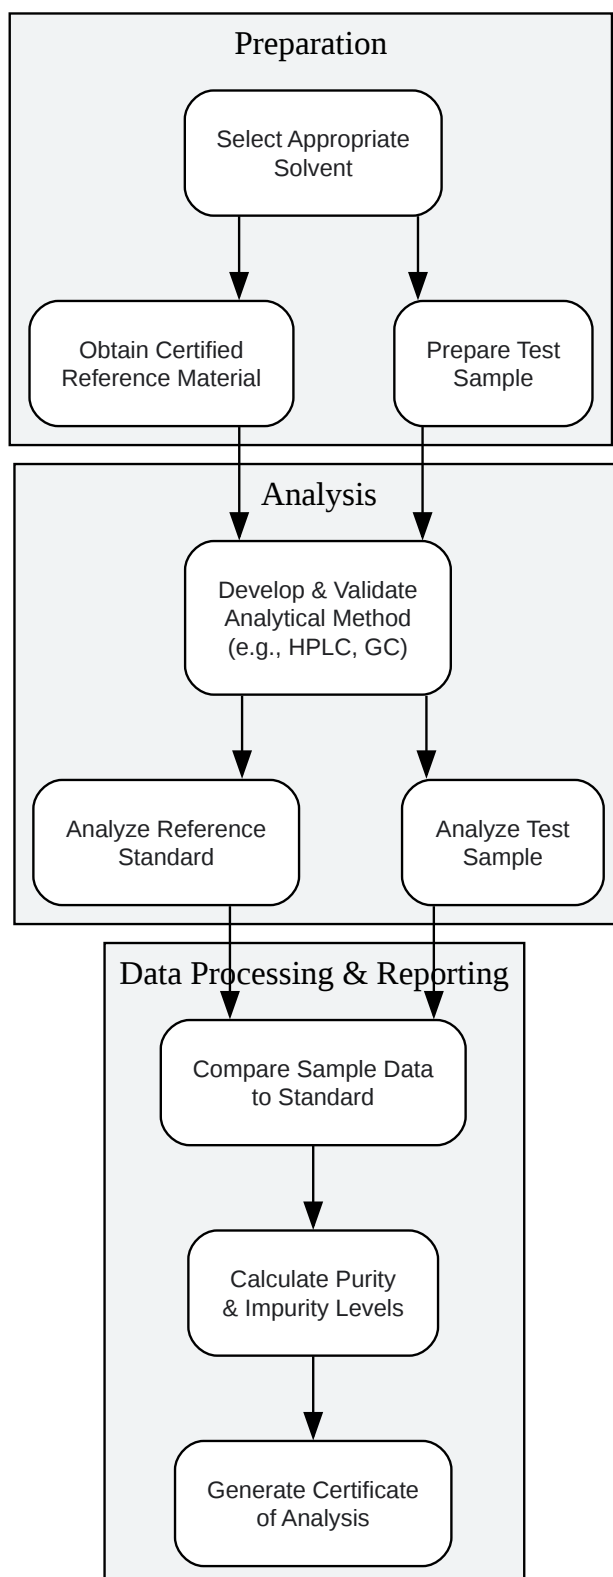 Preparation
Select Appropriate
Solvent
Obtain Certified
Reference Material
Prepare Test
Sample
Analysis
Develop & Validate
Analytical Method
(e.g., HPLC, GC)
Analyze Reference
Standard
Analyze Test
Sample
Data Processing & Reporting
Compare Sample Data
to Standard
Calculate Purity
& Impurity Levels
Generate Certificate
of Analysis